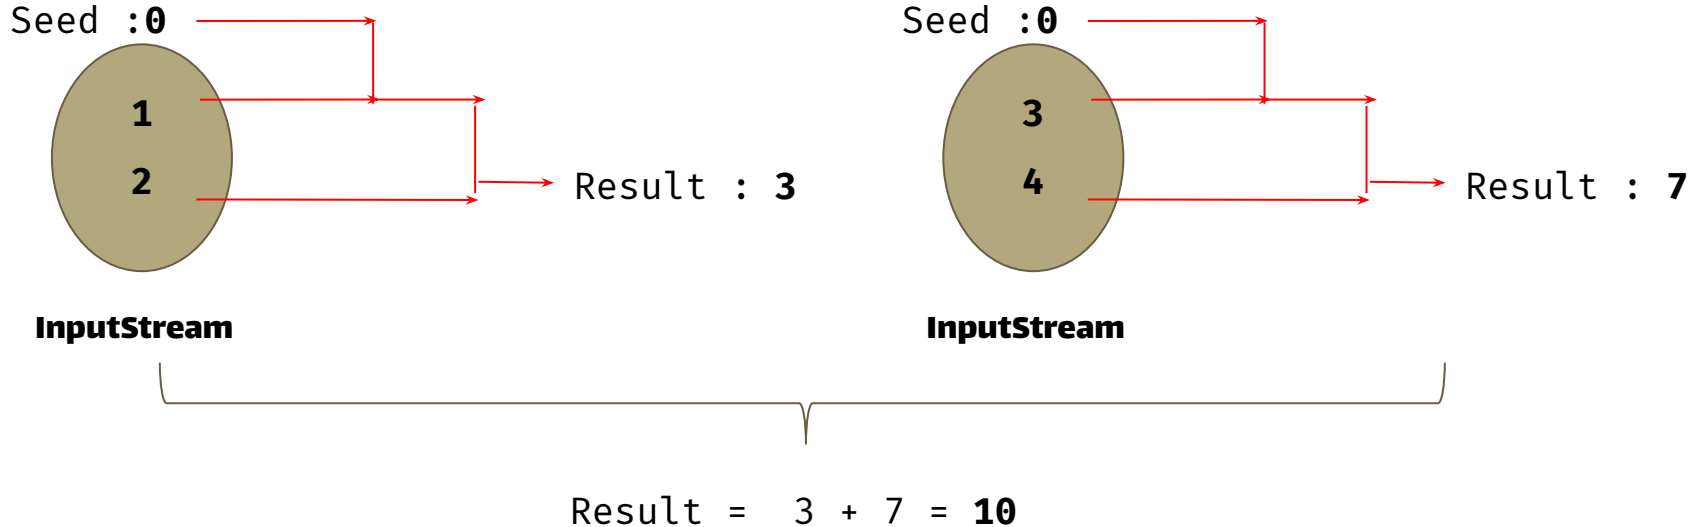 Seed :0
1
2
Result : 3
InputStream
Seed :0
3
4
Result : 7
InputStream
Result = 3 + 7 = 10